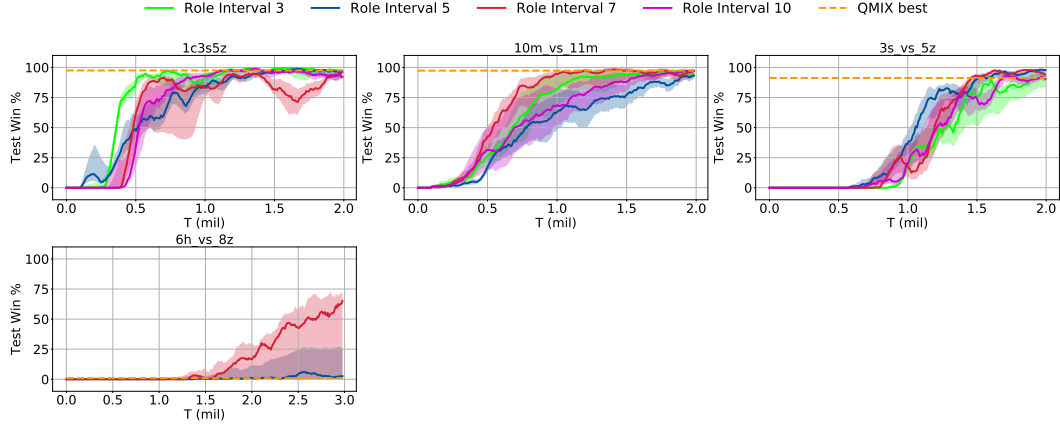 Role Interval 3 Role Interval 5 Role Interval 7 Role Interval 10 QMIX best
1c3s5z 10m_vs_11m 3s_vs_5z
Test Win %
100
75
50
25
0
0.0 0.5 1.0 1.5 2.0
T (mil)
Test Win %
100
75
50
25
0
0.0 0.5 1.0 1.5 2.0
T (mil)
Test Win %
100
75
50
25
0
0.0 0.5 1.0 1.5 2.0
T (mil)
6h_vs_8z
Test Win %
100
75
50
25
0
0.0 0.5 1.0 1.5 2.0 2.5 3.0
T (mil)